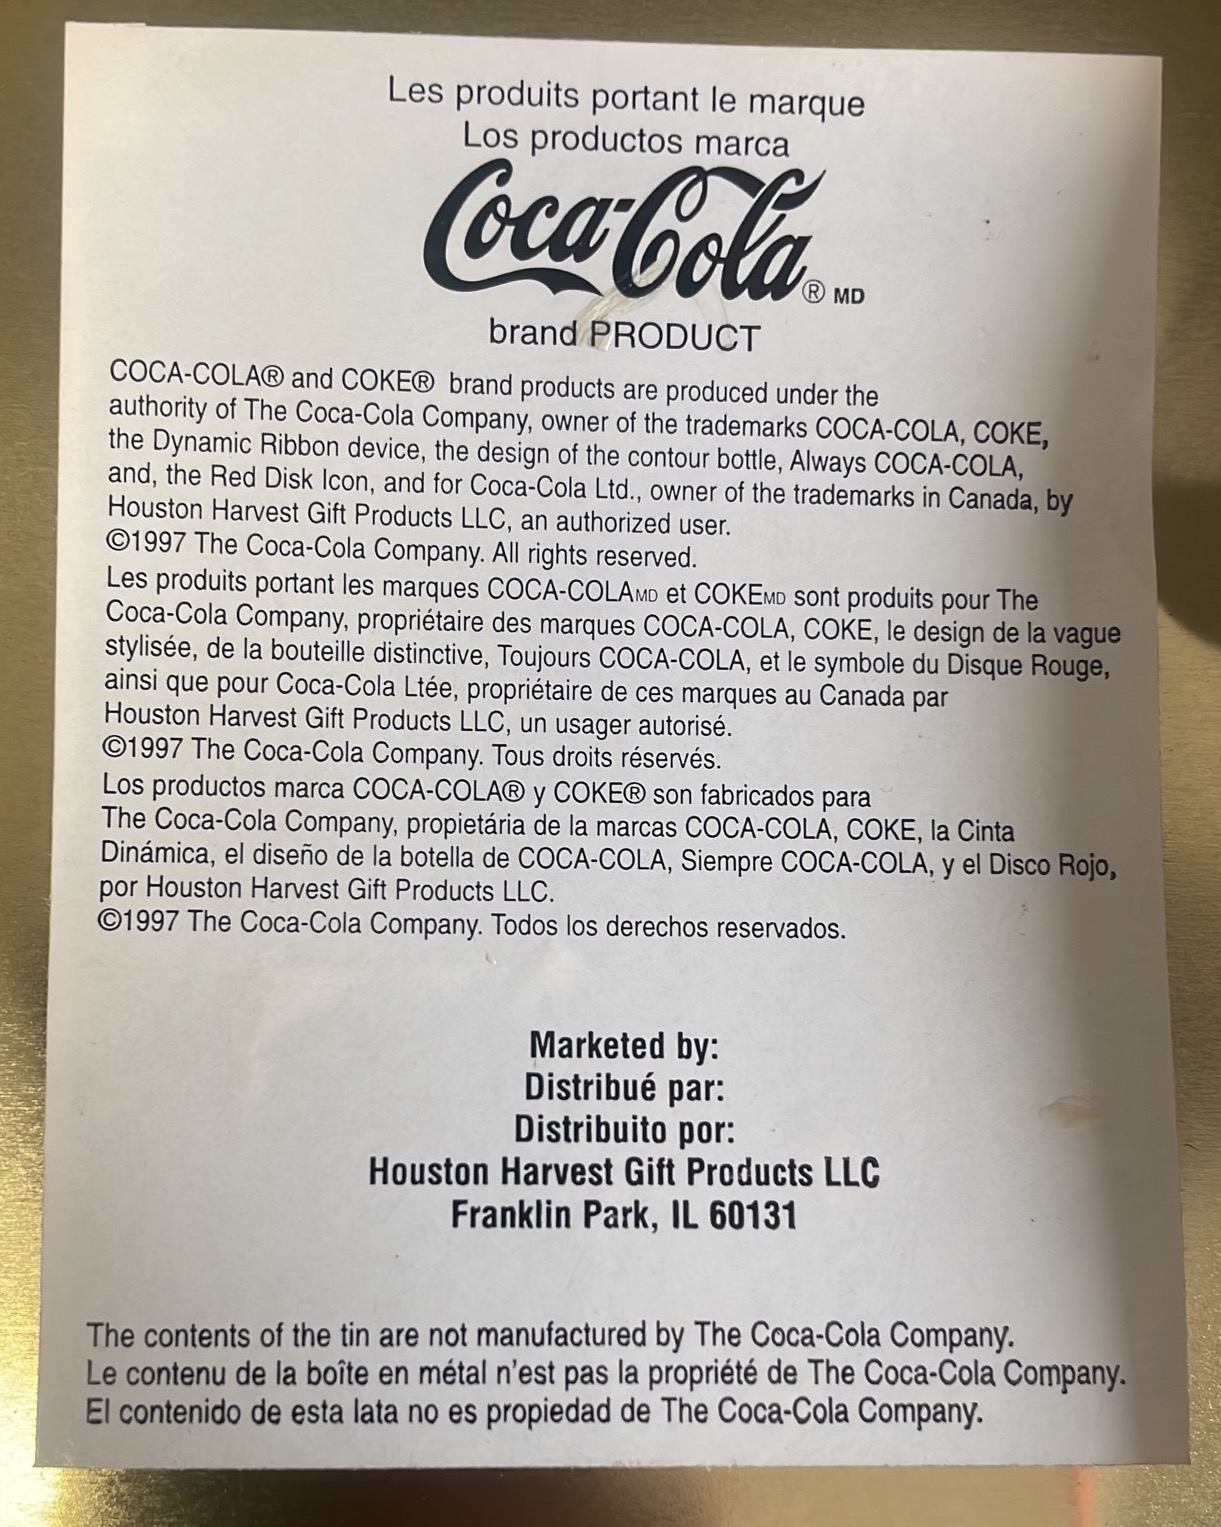 Les produits portant le marque
Los productos marca
Coca-Cola® MD
brand PRODUCT
COCA-COLA® and COKE® brand products are produced under the
authority of The Coca-Cola Company, owner of the trademarks COCA-COLA, COKE,
the Dynamic Ribbon device, the design of the contour bottle, Always COCA-COLA,
and, the Red Disk Icon, and for Coca-Cola Ltd., owner of the trademarks in Canada, by
Houston Harvest Gift Products LLC, an authorized user.
©1997 The Coca-Cola Company. All rights reserved.
Les produits portant les marques COCA-COLAMD et COKEMD sont produits pour The
Coca-Cola Company, propriétaire des marques COCA-COLA, COKE, le design de la vague
stylisée, de la bouteille distinctive, Toujours COCA-COLA, et le symbole du Disque Rouge,
ainsi que pour Coca-Cola Ltée, propriétaire de ces marques au Canada par
Houston Harvest Gift Products LLC, un usager autorisé.
©1997 The Coca-Cola Company. Tous droits réservés.
Los productos marca COCA-COLA® y COKE® son fabricados para
The Coca-Cola Company, propietária de la marcas COCA-COLA, COKE, la Cinta
Dinámica, el diseño de la botella de COCA-COLA, Siempre COCA-COLA, y el Disco Rojo,
por Houston Harvest Gift Products LLC.
©1997 The Coca-Cola Company. Todos los derechos reservados.
Marketed by:
Distribué par:
Distribuito por:
Houston Harvest Gift Products LLC
Franklin Park, IL 60131
The contents of the tin are not manufactured by The Coca-Cola Company.
Le contenu de la boîte en métal n'est pas la propriété de The Coca-Cola Company.
El contenido de esta lata no es propiedad de The Coca-Cola Company.